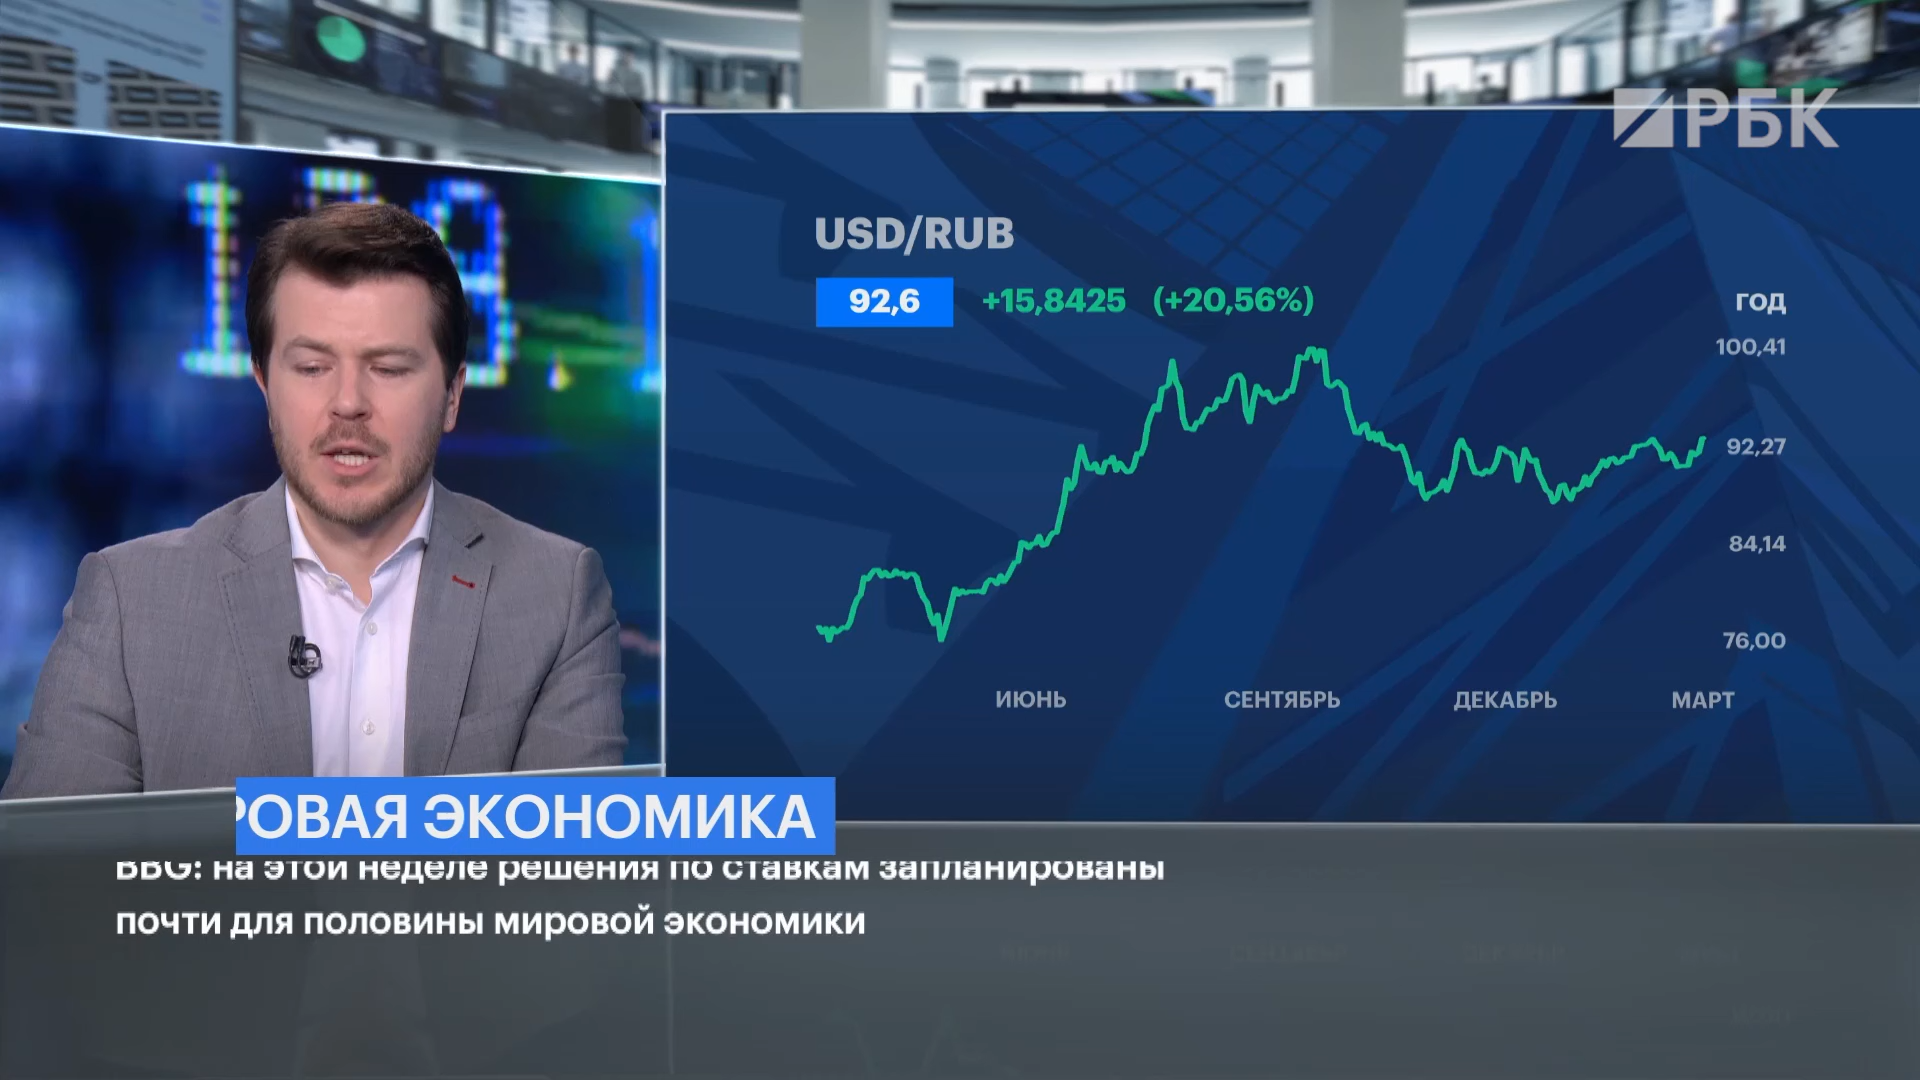 РБК
USD/RUB
92,6 +15,8425 (+20,56%)
ГОД
100,41
92,27
84,14
76,00
ИЮНЬ СЕНТЯБРЬ ДЕКАБРЬ МАРТ
РОВАЯ ЭКОНОМИКА
BBG: на этой неделе решения по ставкам запланированы
почти для половины мировой экономики